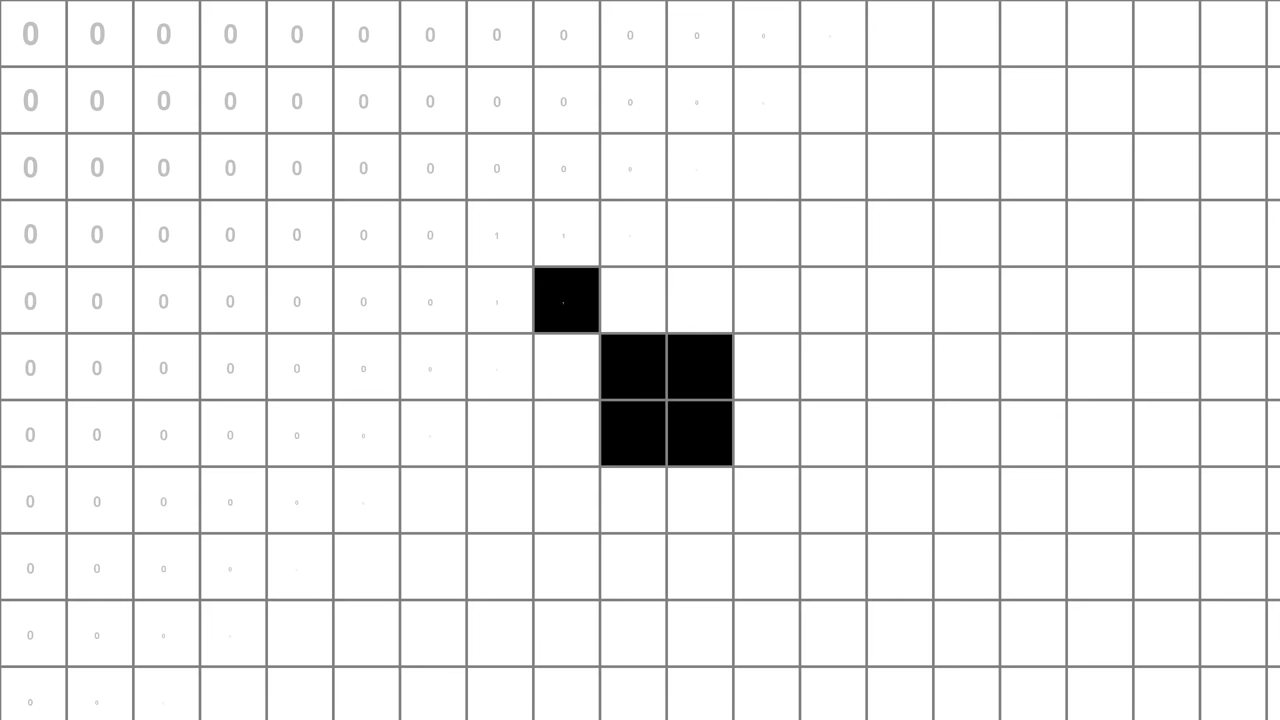 0 0 0 0 0 0 0 0 0 0 0 0
0 0 0 0 0 0 0 0 0 0 0
0 0 0 0 0 0 0 0 0 0
0 0 0 0 0 0 0 1 1
0 0 0 0 0 0 0 1
0 0 0 0 0 0 0
0 0 0 0 0 0
0 0 0 0 0
0 0 0 0
0 0 0
0 0